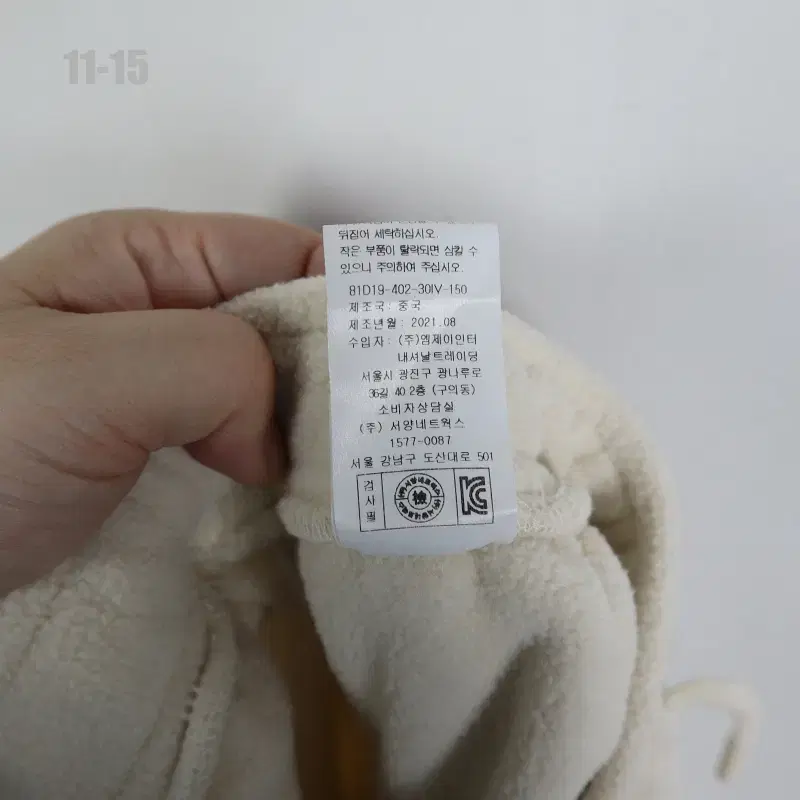 11-15
뒤집어 세탁하십시오.
작은 부품이 탈락되면 삼킬 수
있으니 주의하여 주십시오.
81D19-402-30IV-150
제조국: 중국
제조년월: 2021.08
수입자: (주)엠제이인터
내셔날트레이딩
서울시 광진구 광나루로
36길 40 2층 (구의동)
소비자상담실
(주) 서양네트웍스
1577-0087
서울 강남구 도산대로 501
검사필
檢
KC